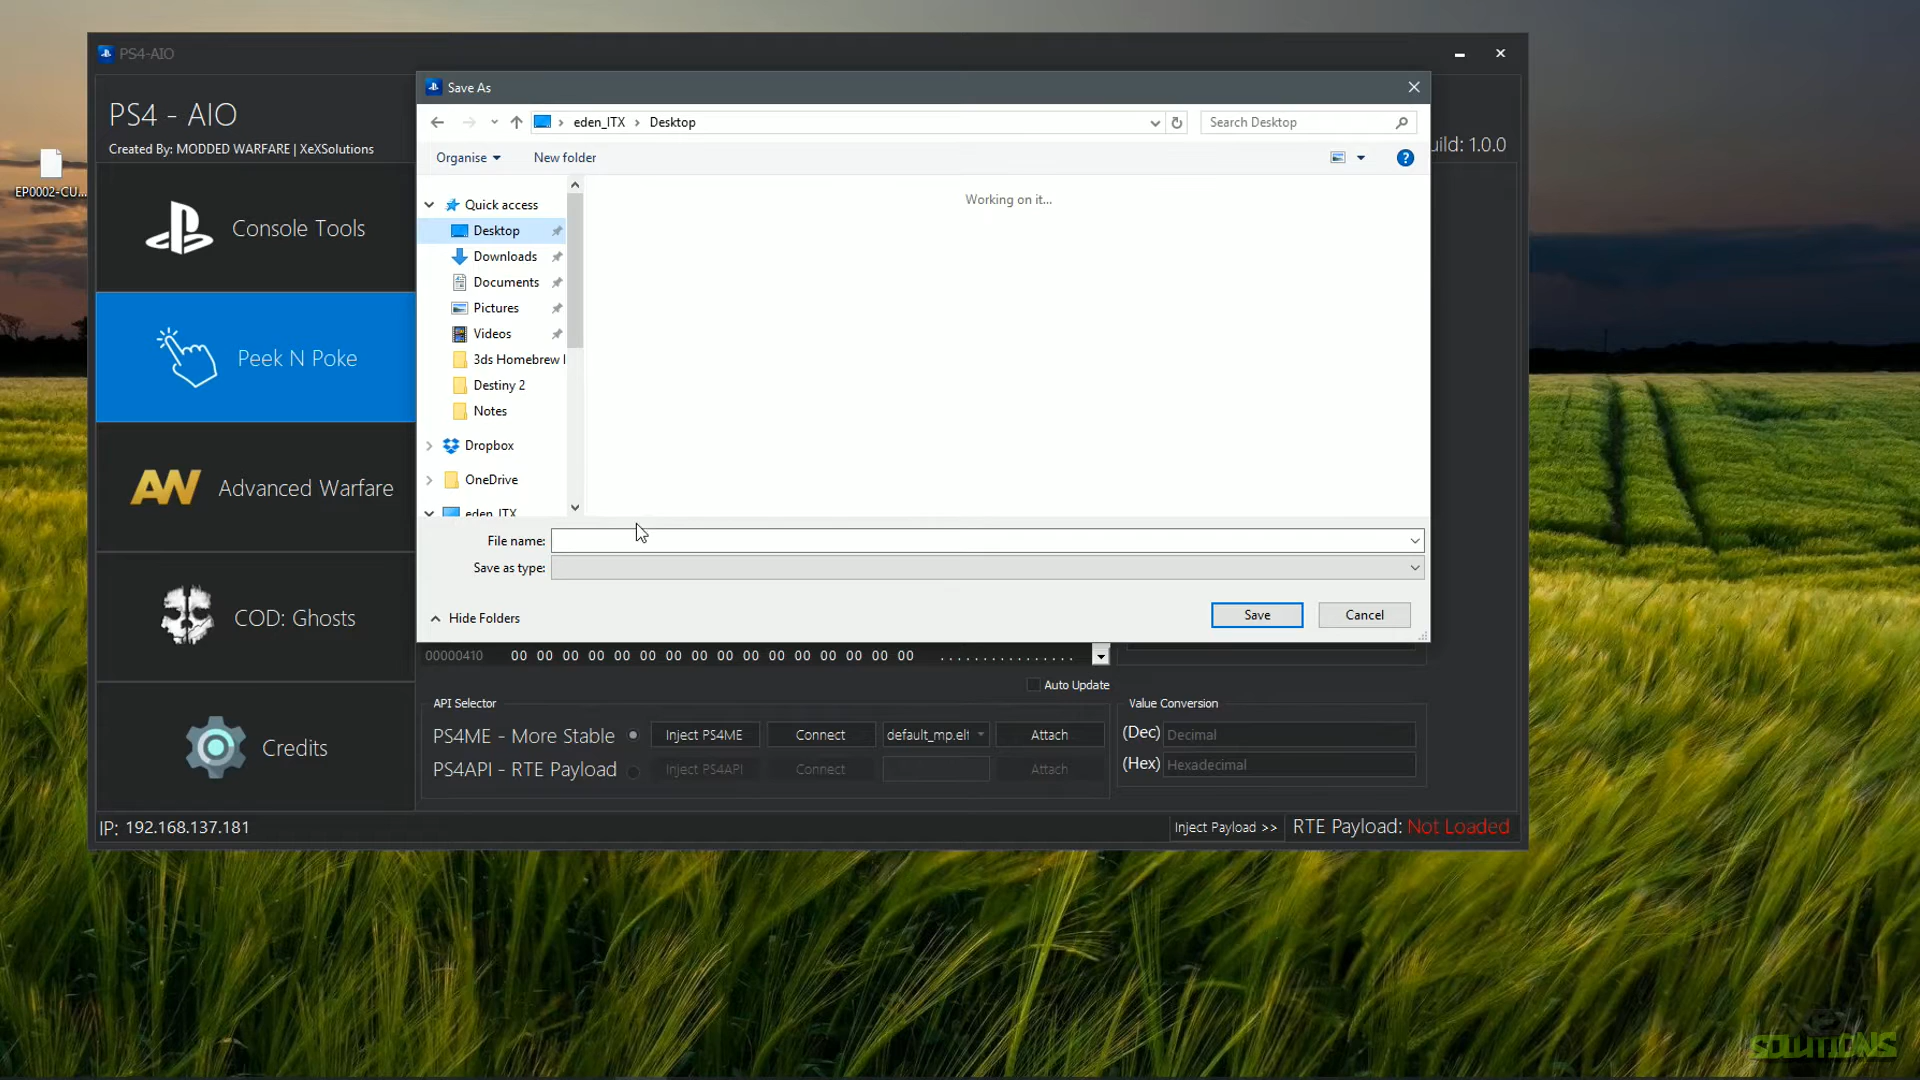 PS4-AIO
PS4 - AIO
Created By: MODDED WARFARE | XeXSolutions
uild: 1.0.0
EP0002-CU...
Console Tools
Peek N Poke
AW Advanced Warfare
COD: Ghosts
Credits
Save As
eden_ITX > Desktop
Search Desktop
Organise
New folder
?
Working on it...
Quick access
Desktop
Downloads
Documents
Pictures
Videos
3ds Homebrew
Destiny 2
Notes
Dropbox
OneDrive
eden_ITX
File name:
Save as type:
Hide Folders
Save
Cancel
00000410 00 00 00 00 00 00 00 00 00 00 00 00 00 00 00 00 ................
Auto Update
API Selector
PS4ME - More Stable Inject PS4ME Connect default_mp.elf Attach
PS4API - RTE Payload Inject PS4API Connect Attach
Value Conversion
(Dec) Decimal
(Hex) Hexadecimal
IP: 192.168.137.181
Inject Payload >> RTE Payload: Not Loaded
SOLUTIONS